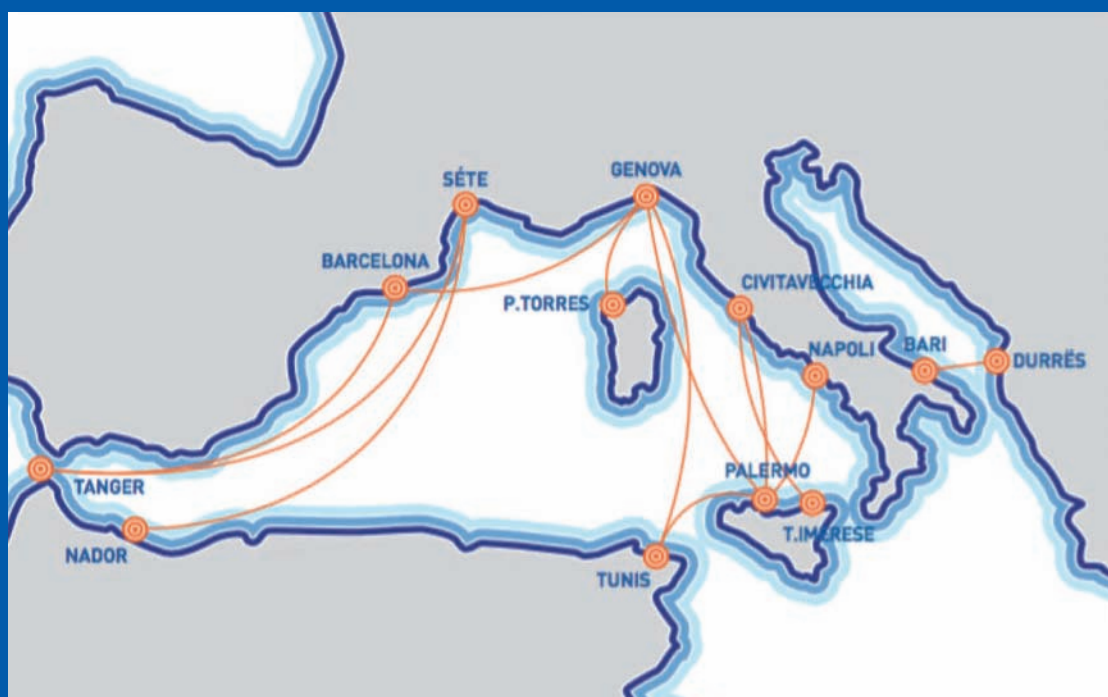 GENOVA
SÉTE
BARCELONA
CIVITAVECCHIA
P.TORRES
BARI
NAPOLI
DURRËS
PALERMO
TANGER
T.IMERESE
NADOR
TUNIS